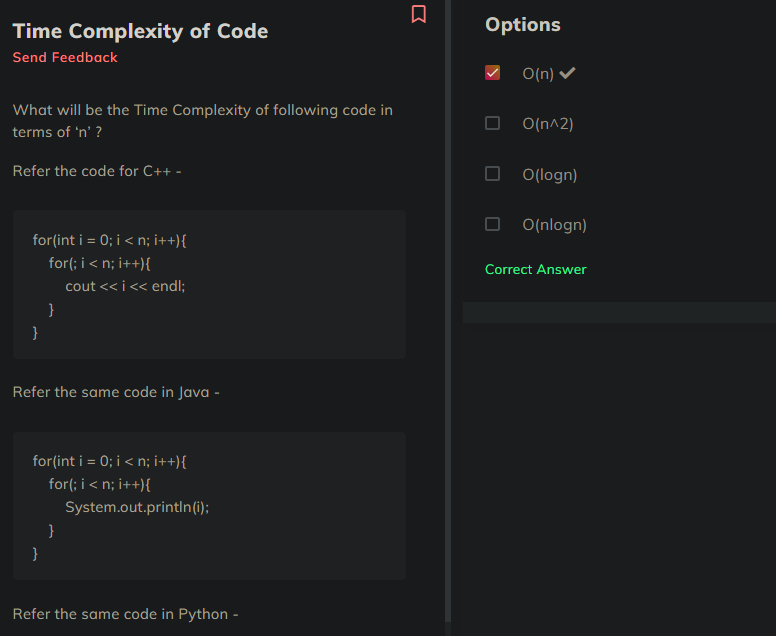 Time Complexity of Code
Send Feedback
What will be the Time Complexity of following code in
terms of ‘n’ ?
Refer the code for C++ -
for(int i = 0; i < n; i++){
for(; i < n; i++){
cout << i << endl;
}
}
Refer the same code in Java -
for(int i = 0; i < n; i++){
for(; i < n; i++){
System.out.println(i);
}
}
Refer the same code in Python -
Options
O(n)
O(n^2)
O(logn)
O(nlogn)
Correct Answer